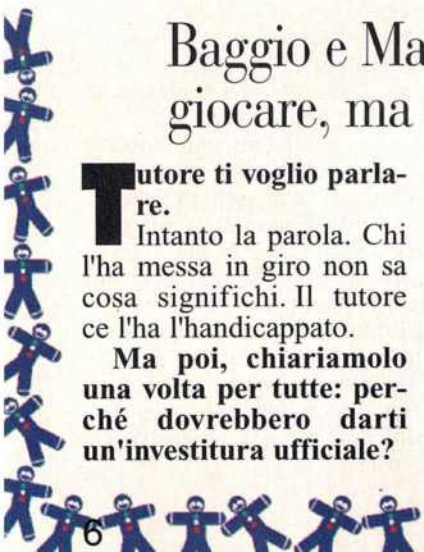 Baggio e Ma
giocare, ma
Tutore ti voglio parla-
re.
Intanto la parola. Chi
l'ha messa in giro non sa
cosa significhi. Il tutore
ce l'ha l'handicappato.
Ma poi, chiariamolo
una volta per tutte: per-
ché dovrebbero darti
un'investitura ufficiale?
6